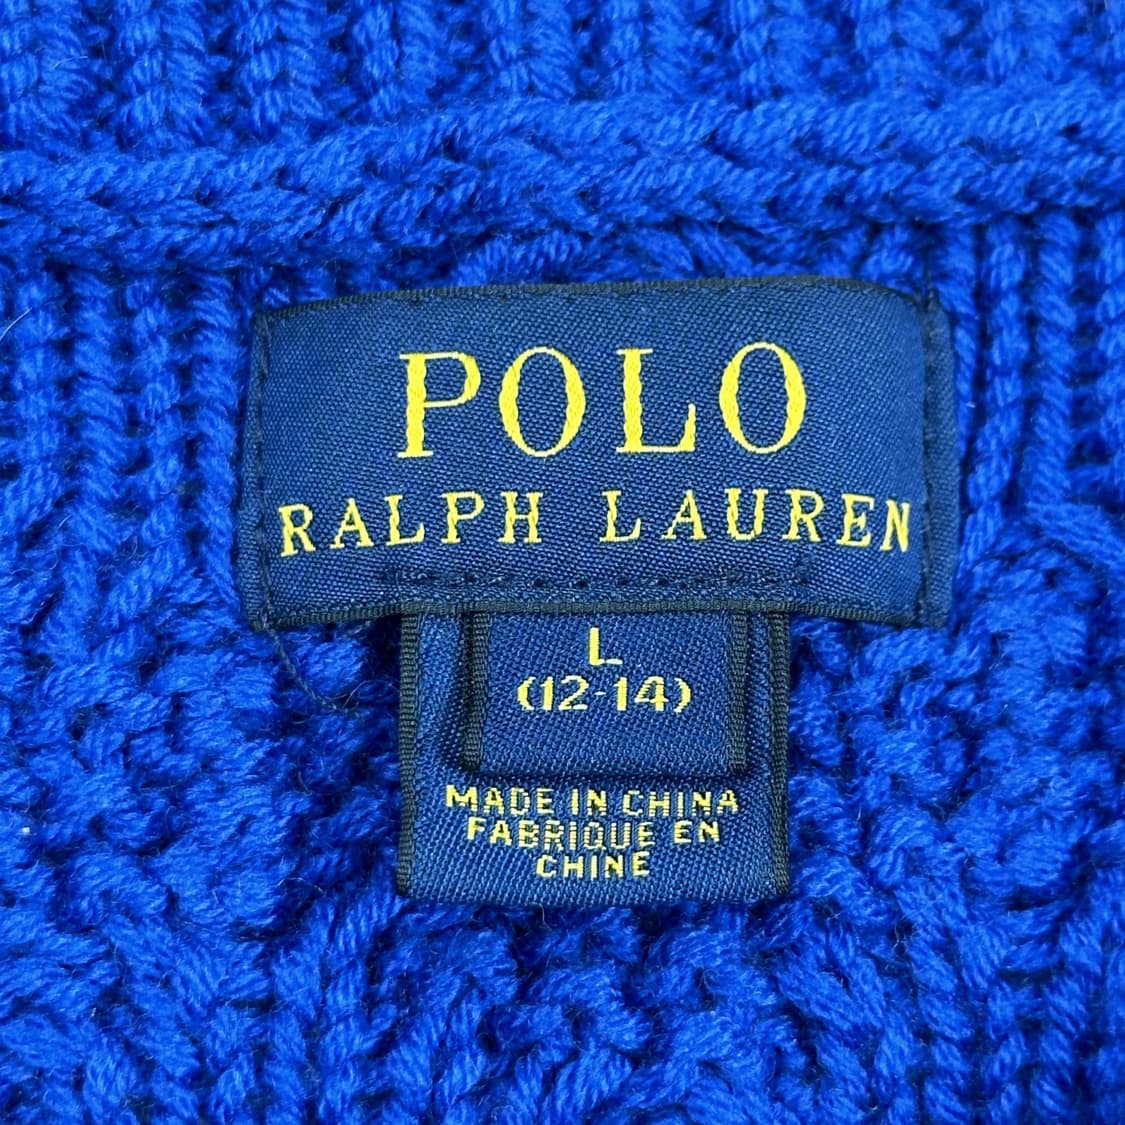 POLO
RALPH LAUREN
L
(12-14)
MADE IN CHINA
FABRIQUE EN
CHINE